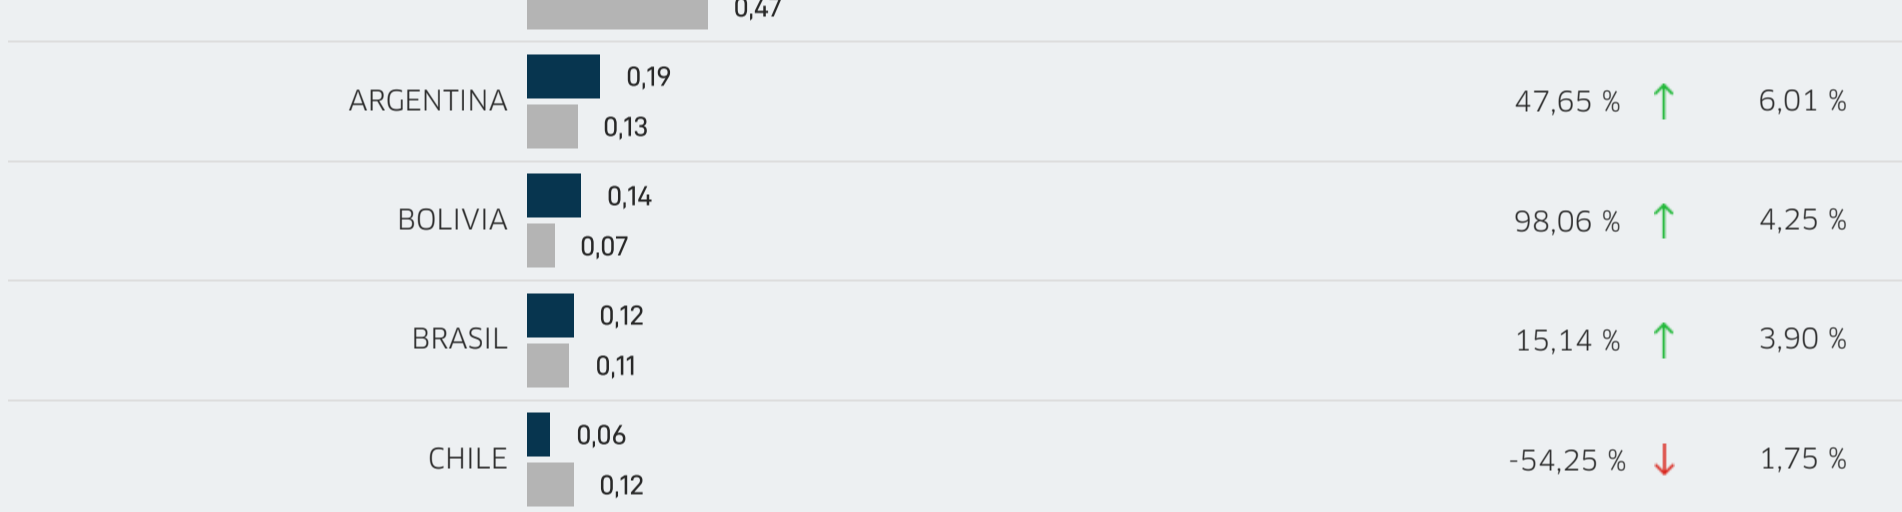 0,47
ARGENTINA 0,19 0,13 47,65 % ↑ 6,01 %
BOLIVIA 0,14 0,07 98,06 % ↑ 4,25 %
BRASIL 0,12 0,11 15,14 % ↑ 3,90 %
CHILE 0,06 0,12 -54,25 % ↓ 1,75 %